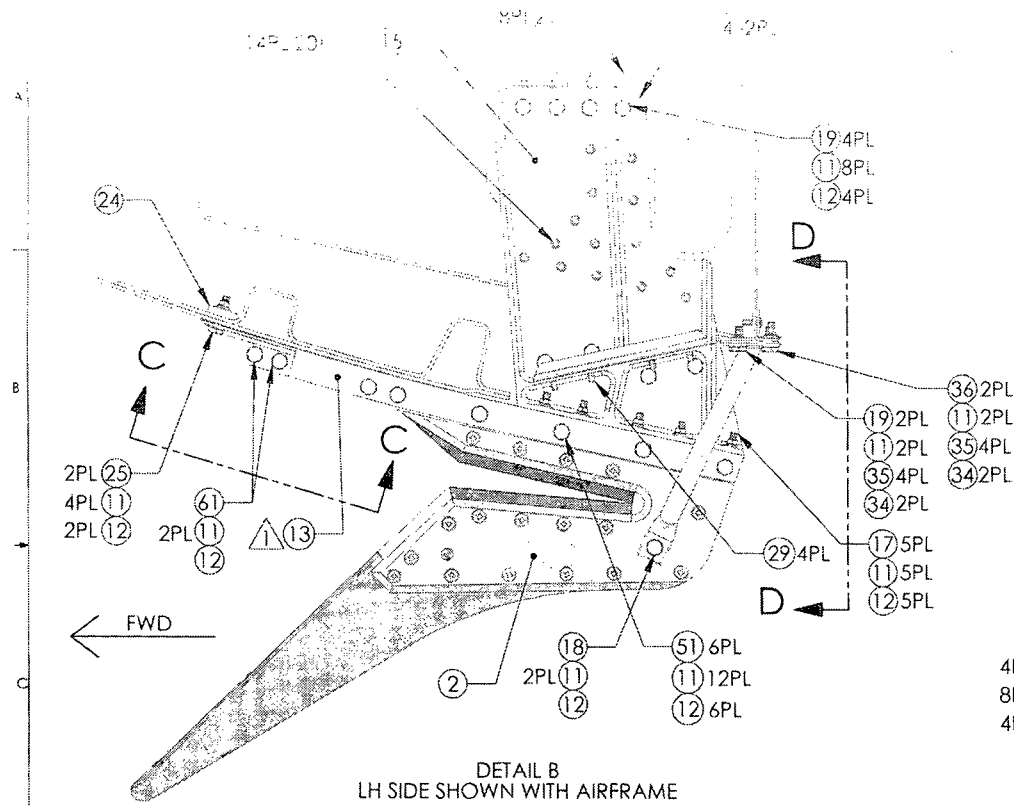 15
A
19 4PL
11 8PL
12 4PL
24
D
C
B
36 2PL
19 2PL
11 2PL
11 2PL
35 4PL
35 4PL
34 2PL
34 2PL
C
2PL 25
4PL 11
2PL 12
61
2PL 11
12
1 13
29 4PL
17 5PL
11 5PL
12 5PL
D
FWD
18
2PL 11
12
51 6PL
11 12PL
12 6PL
2
C
DETAIL B
LH SIDE SHOWN WITH AIRFRAME